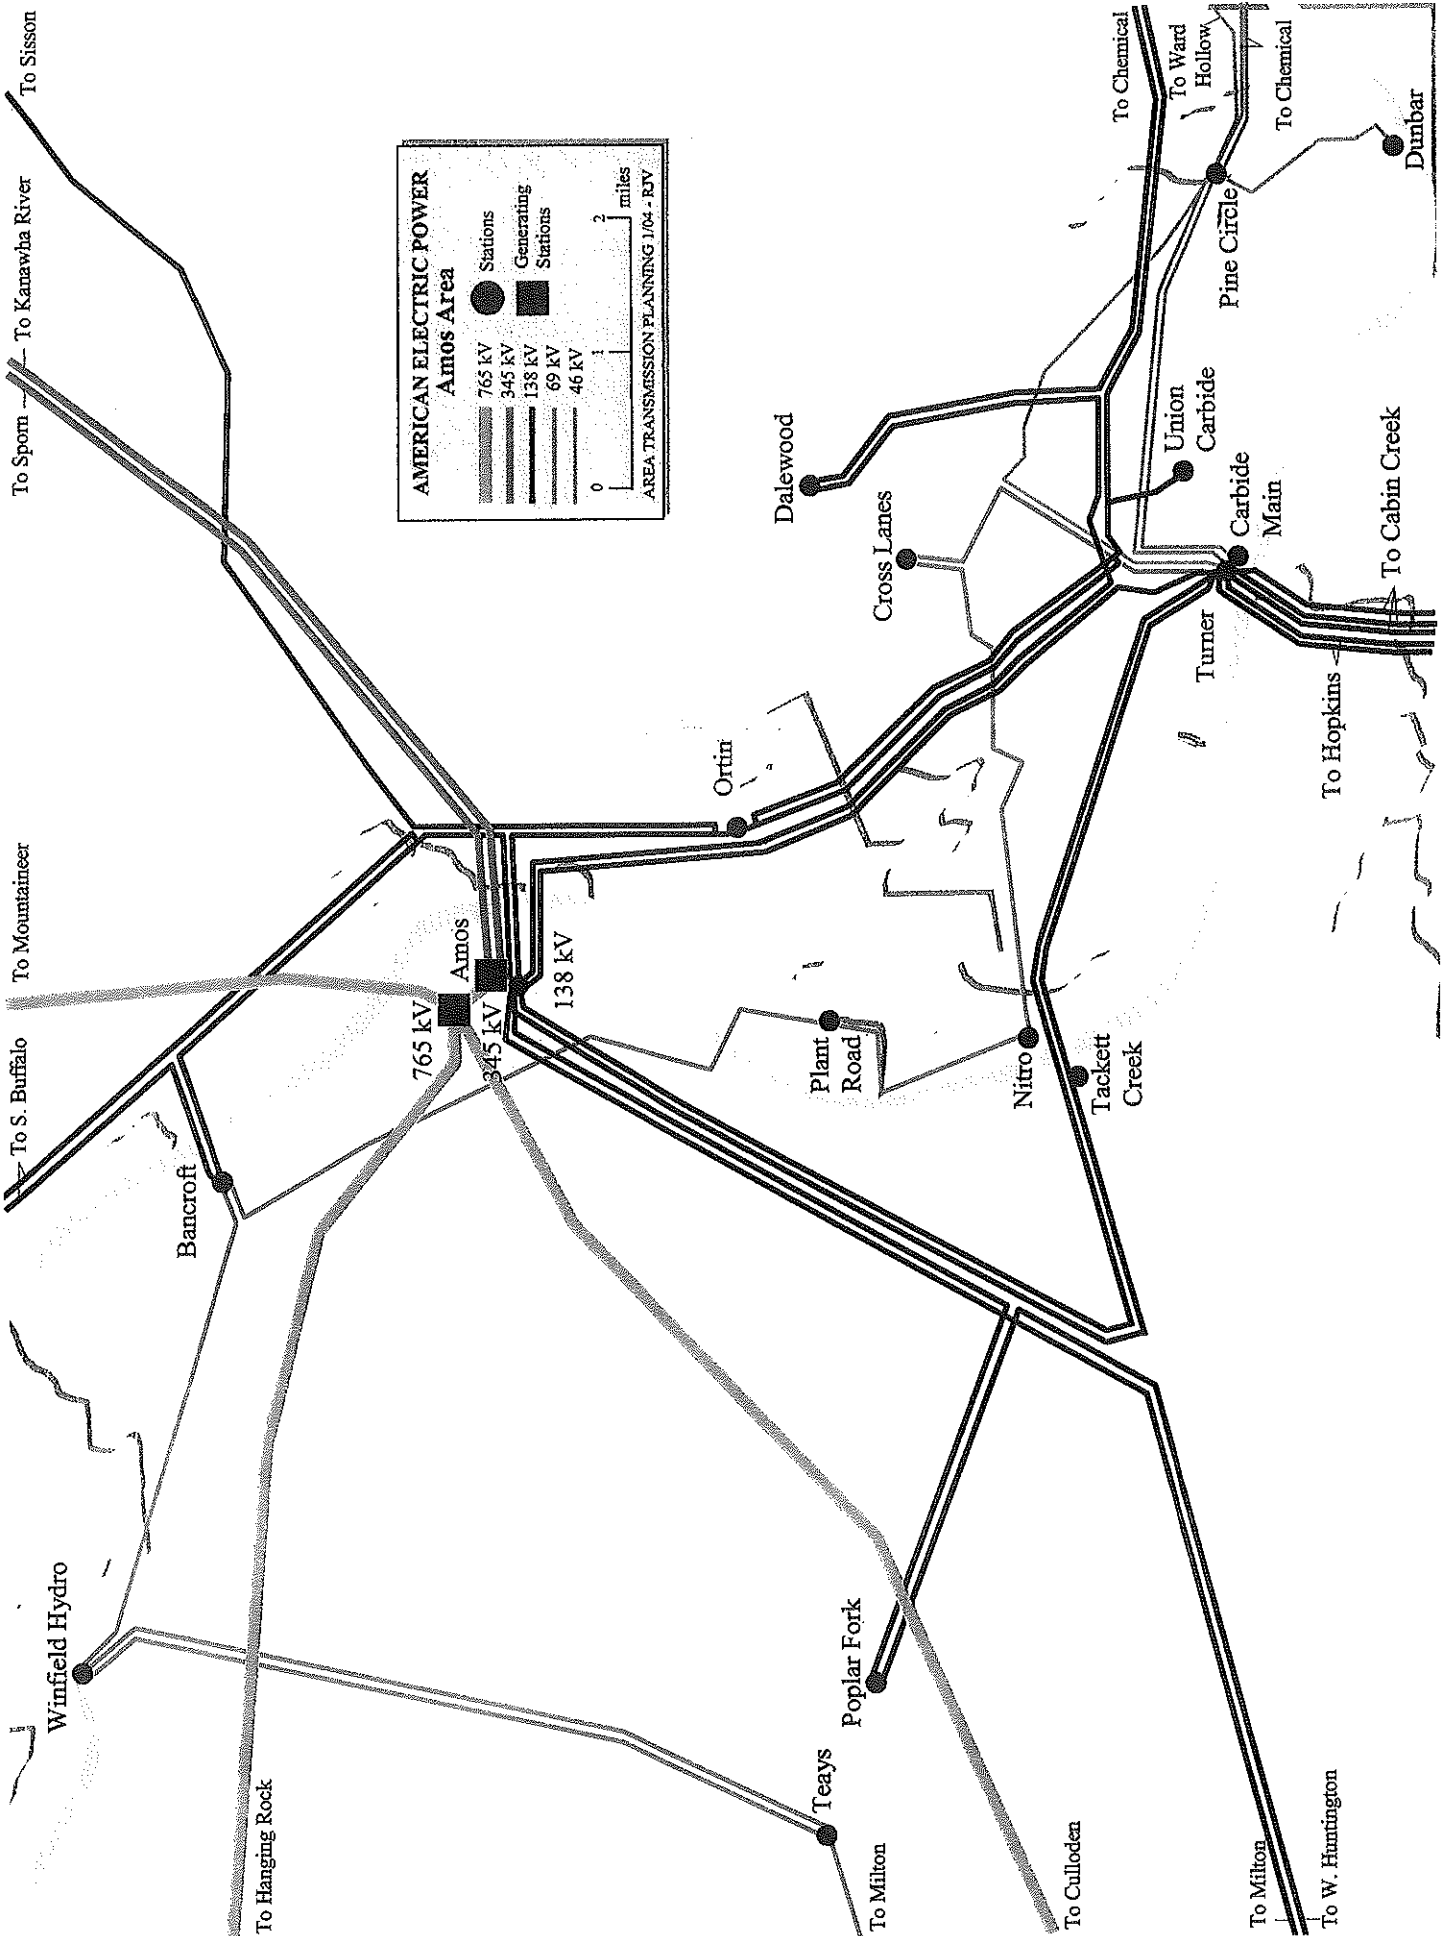 To Hanging Rock
Winfield Hydro
Bancroft
To S. Buffalo
To Mountaineer
To Sporn
To Kanawha River
To Sisson
AMERICAN ELECTRIC POWER
Amos Area
765 kV
345 kV
138 kV
69 kV
46 kV
Stations
Generating
Stations
0
1
2
miles
AREA TRANSMISSION PLANNING 1/04 - RJV
765 kV
Amos
345 kV
138 kV
Ortin
Dalewood
Cross Lanes
To Milton
Teays
Poplar Fork
Plant
Road
Nitro
Tackett
Creek
To Culloden
Turner
Union
Carbide
Carbide
Main
Pine Circle
To Chemical
To Ward
Hollow
To Chemical
Dunbar
To Milton
To W. Huntington
To Hopkins
To Cabin Creek